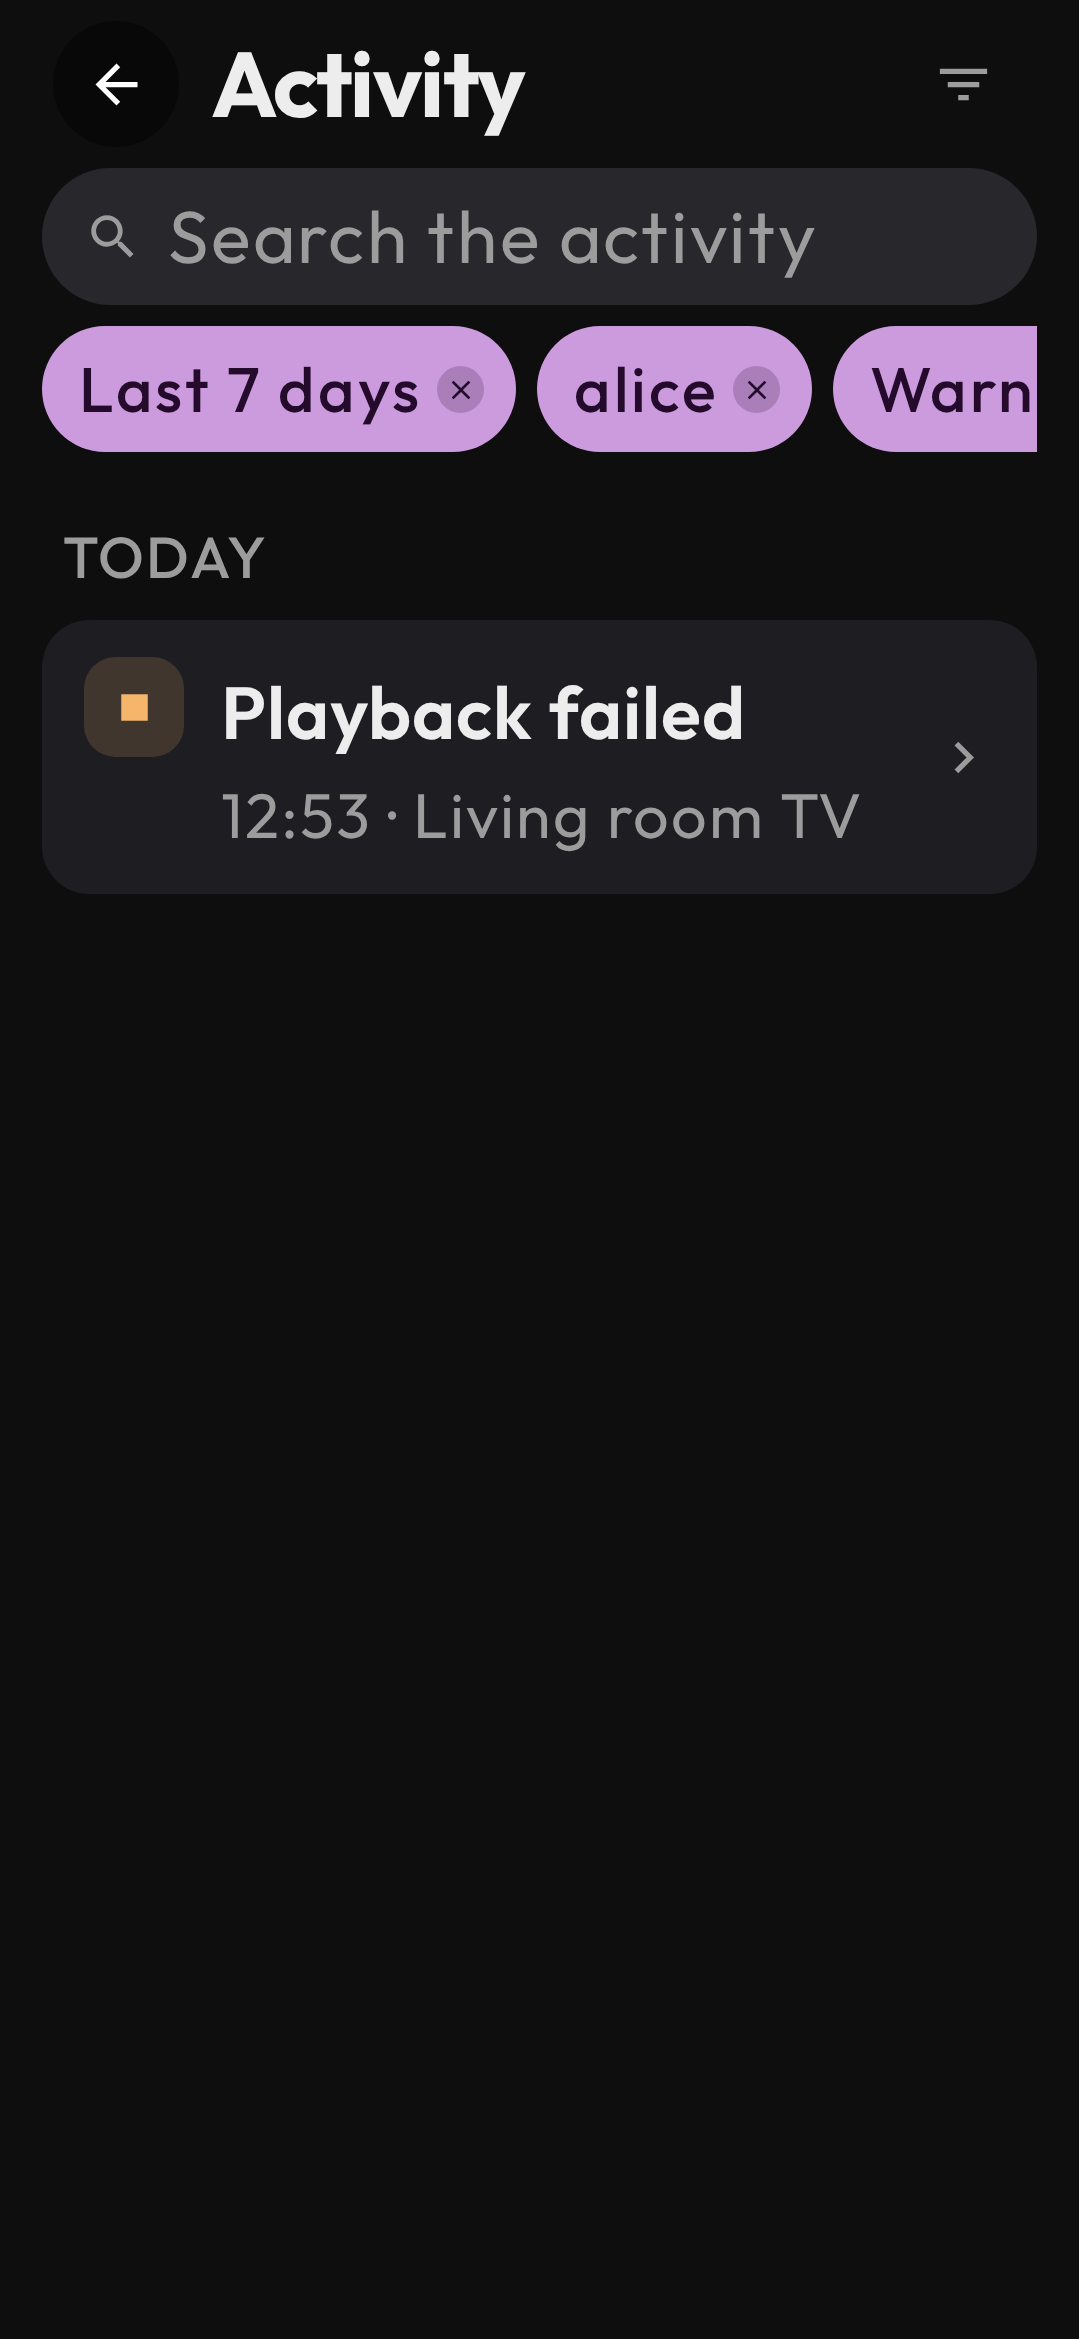 Activity
Search the activity
Last 7 days
alice
Warn
TODAY
Playback failed
12:53 · Living room TV